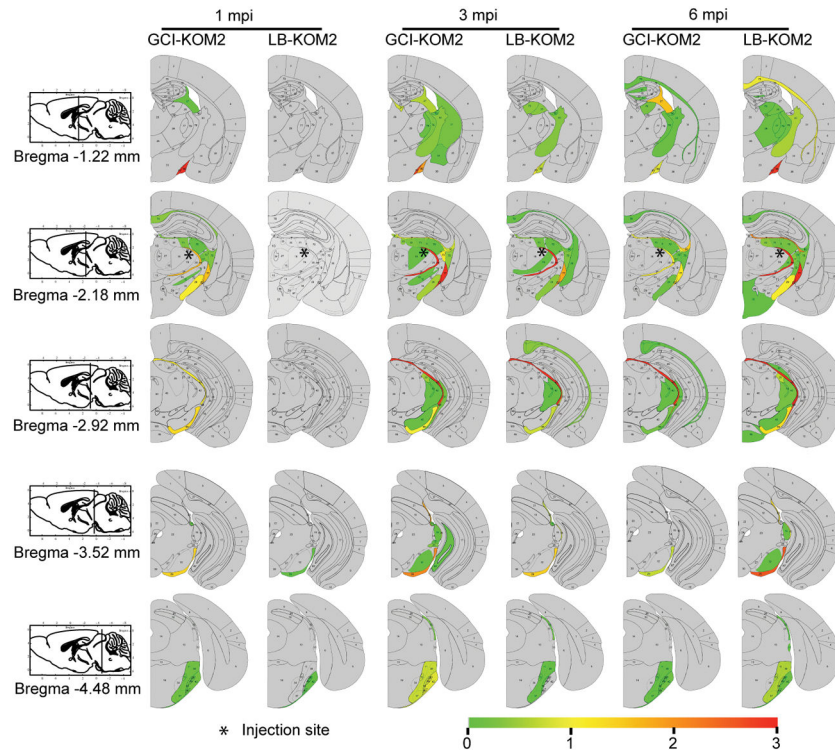 1 mpi 3 mpi 6 mpi
GCI-KOM2 LB-KOM2 GCI-KOM2 LB-KOM2 GCI-KOM2 LB-KOM2
Bregma -1.22 mm
Bregma -2.18 mm
Bregma -2.92 mm
Bregma -3.52 mm
Bregma -4.48 mm
* Injection site
0 1 2 3